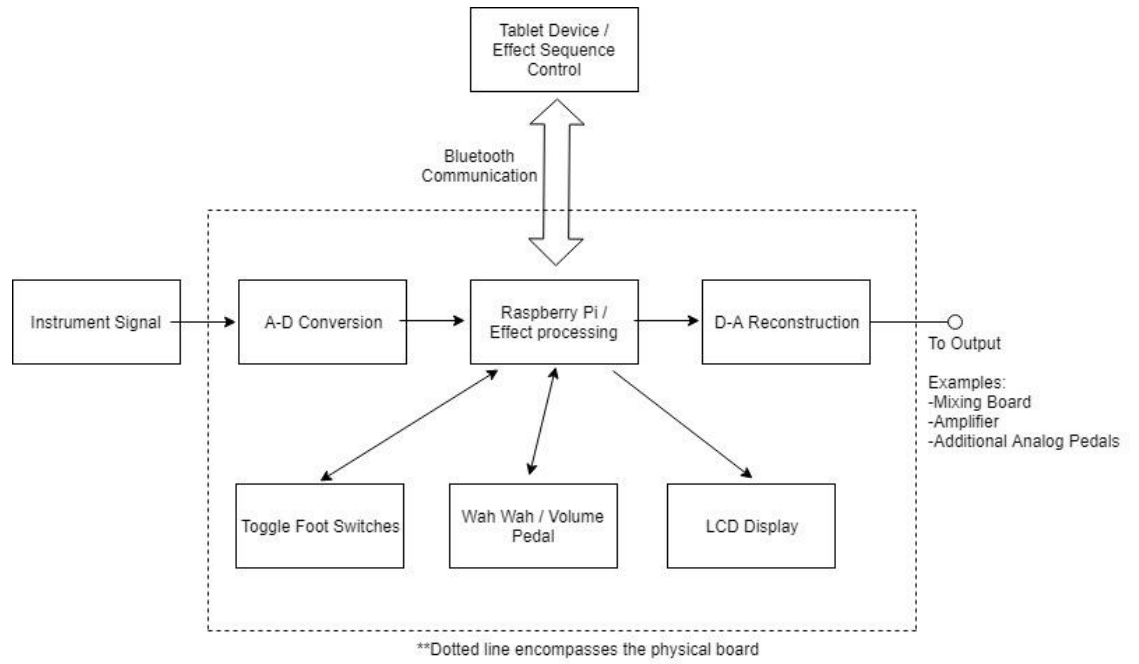 Tablet Device /
Effect Sequence
Control
Bluetooth
Communication
Instrument Signal
A-D Conversion
Raspberry Pi /
Effect processing
D-A Reconstruction
To Output
Examples:
-Mixing Board
-Amplifier
-Additional Analog Pedals
Toggle Foot Switches
Wah Wah / Volume
Pedal
LCD Display
**Dotted line encompasses the physical board